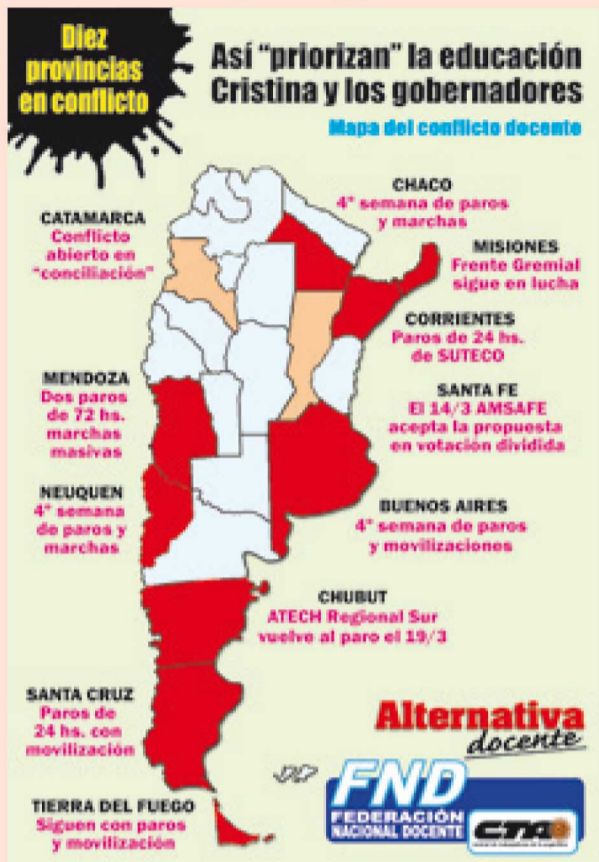 Diez
provincias
en conflicto
Así "priorizan" la educación
Cristina y los gobernadores
Mapa del conflicto docente
CHACO
4º semana de paros
y marchas
CATAMARCA
Conflicto
abierto en
"conciliación"
MISIONES
Frente Gremial
sigue en lucha
CORRIENTES
Paros de 24 hs.
de SUTECO
MENDOZA
Dos paros
de 72 hs.
marchas
masivas
SANTA FE
El 14/3 AMSAFE
acepta la propuesta
en votación dividida
NEUQUEN
4º semana
de paros y
marchas
BUENOS AIRES
4º semana de paros
y movilizaciones
CHUBUT
ATECH Regional Sur
vuelve al paro el 19/3
SANTA CRUZ
Paros de
24 hs. con
movilización
TIERRA DEL FUEGO
Siguen con paros
y movilización
Alternativa
docente
FND
FEDERACIÓN
NACIONAL DOCENTE
CTA